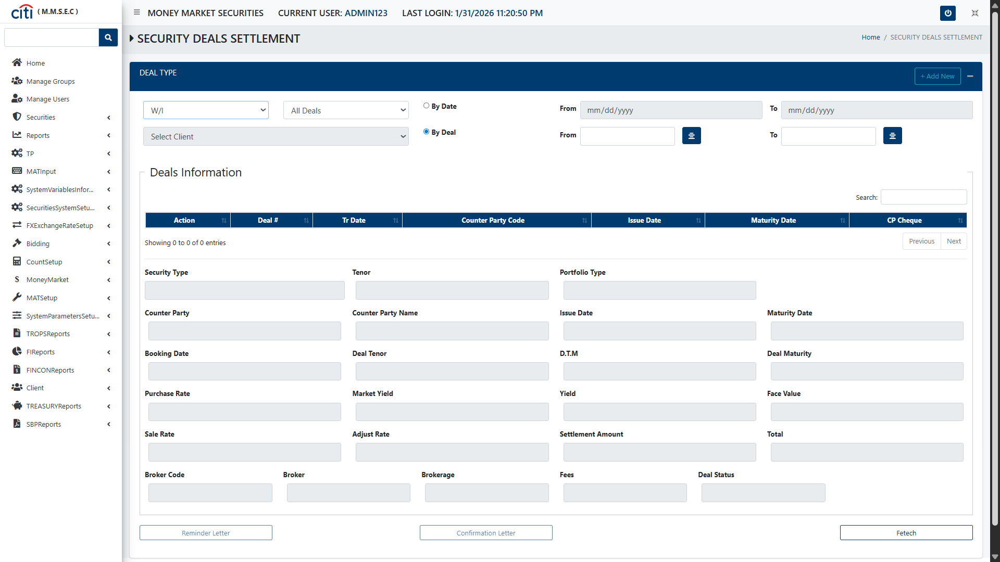 citi ( M.M.S.E.C )
MONEY MARKET SECURITIES CURRENT USER: ADMIN123 LAST LOGIN: 1/31/2026 11:20:50 PM
SECURITY DEALS SETTLEMENT
Home / SECURITY DEALS SETTLEMENT
Home
Manage Groups
Manage Users
Securities
Reports
TP
MATInput
SystemVariablesInfor...
SecuritiesSystemSetu...
FXExchangeRateSetup
Bidding
CountSetup
MoneyMarket
MATSetup
SystemParametersSetu...
TROPSReports
FIReports
FINCONReports
Client
TREASURYReports
SBPReports
DEAL TYPE
+ Add New
W/I All Deals By Date From mm/dd/yyyy To mm/dd/yyyy
Select Client By Deal From To
Deals Information
Search:
Action Deal # Tr Date Counter Party Code Issue Date Maturity Date CP Cheque
Showing 0 to 0 of 0 entries
Previous Next
Security Type Tenor Portfolio Type
Counter Party Counter Party Name Issue Date Maturity Date
Booking Date Deal Tenor D.T.M Deal Maturity
Purchase Rate Market Yield Yield Face Value
Sale Rate Adjust Rate Settlement Amount Total
Broker Code Broker Brokerage Fees Deal Status
Reminder Letter Confirmation Letter Fetech